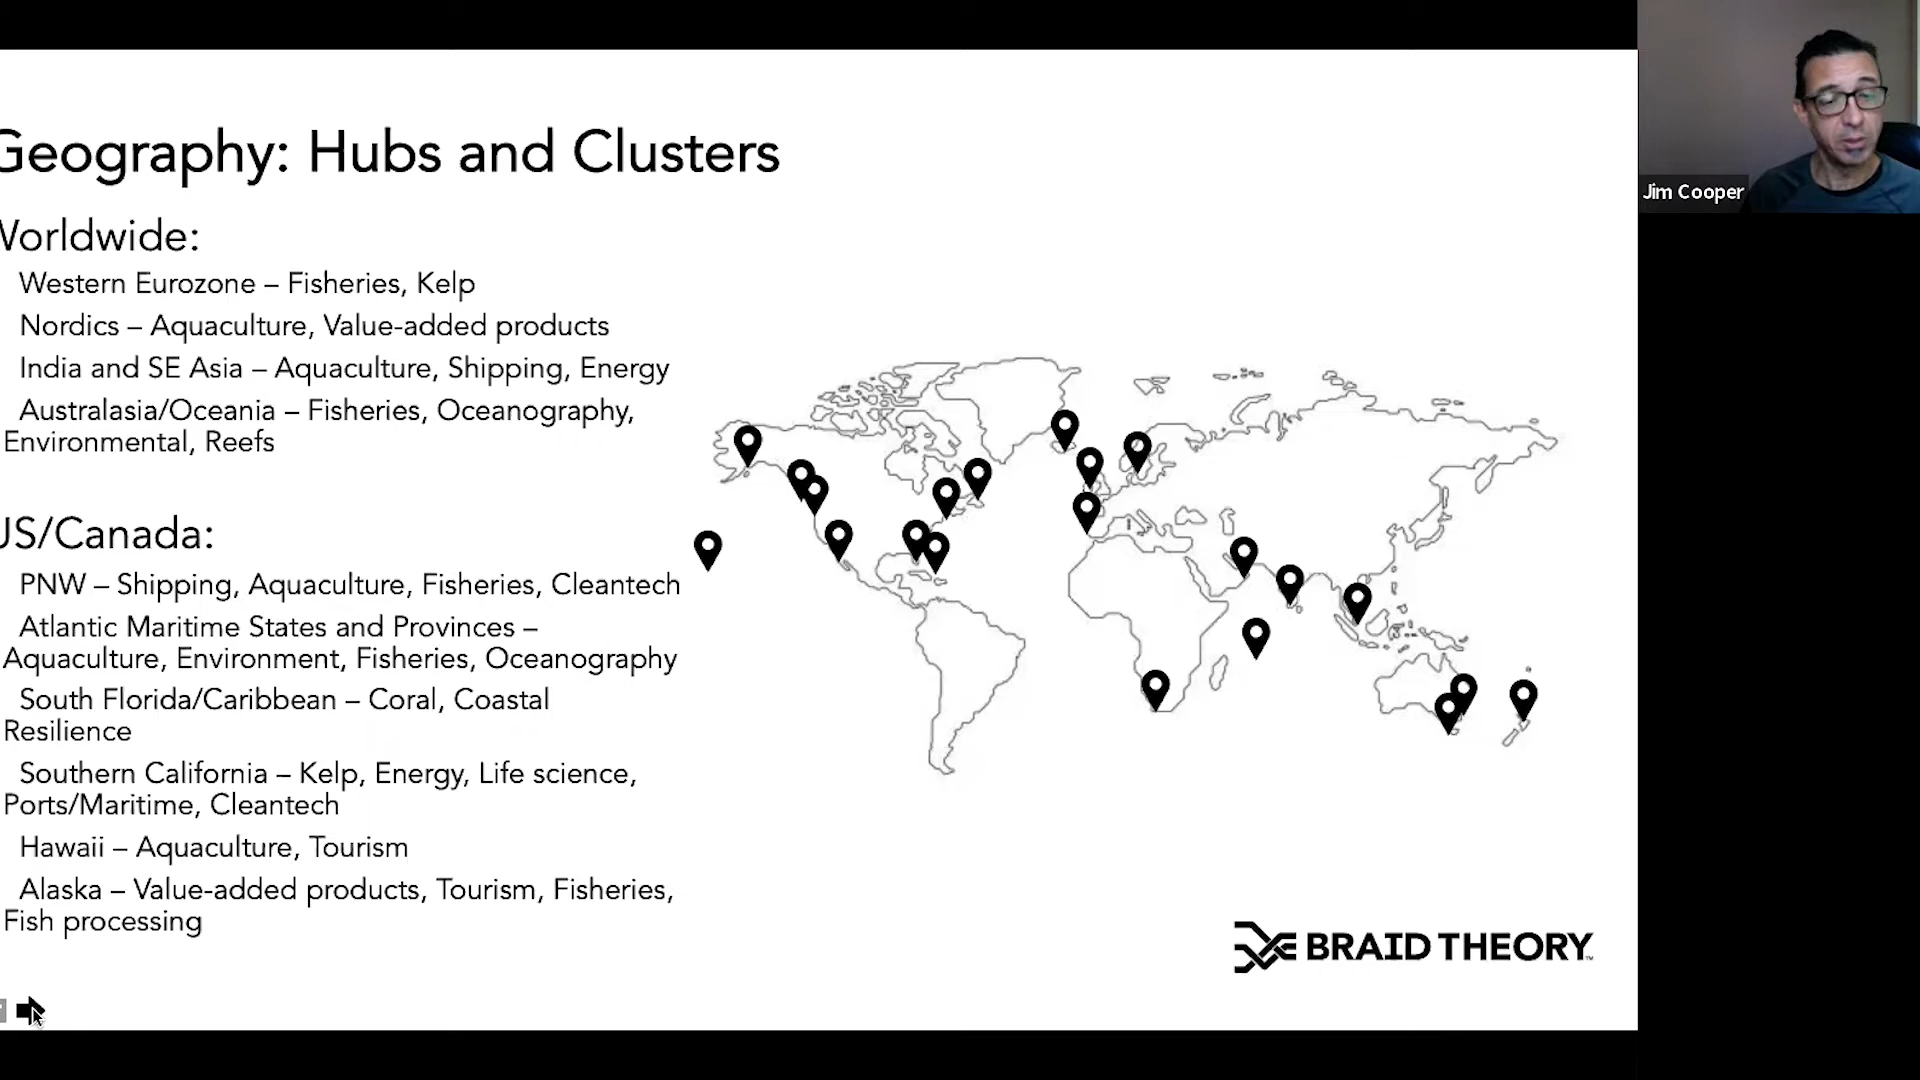 Geography: Hubs and Clusters
Worldwide:
Western Eurozone – Fisheries, Kelp
Nordics – Aquaculture, Value-added products
India and SE Asia – Aquaculture, Shipping, Energy
Australasia/Oceania – Fisheries, Oceanography,
Environmental, Reefs
US/Canada:
PNW – Shipping, Aquaculture, Fisheries, Cleantech
Atlantic Maritime States and Provinces –
Aquaculture, Environment, Fisheries, Oceanography
South Florida/Caribbean – Coral, Coastal
Resilience
Southern California – Kelp, Energy, Life science,
Ports/Maritime, Cleantech
Hawaii – Aquaculture, Tourism
Alaska – Value-added products, Tourism, Fisheries,
Fish processing
BRAID THEORY™
Jim Cooper